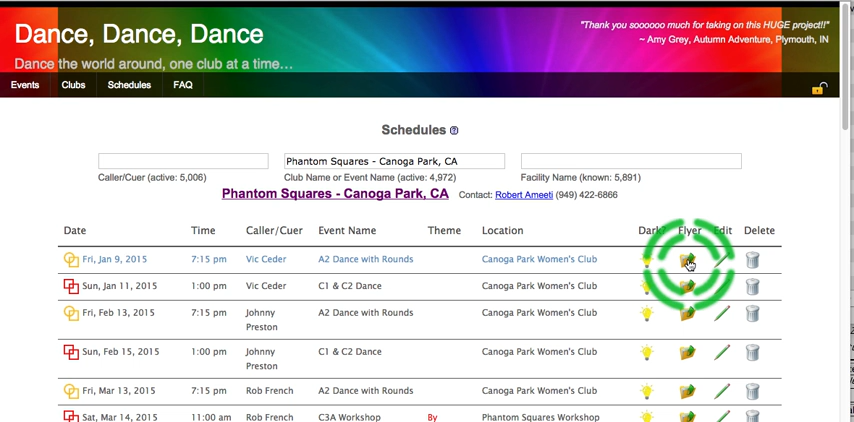 Dance, Dance, Dance
"Thank you soooooo much for taking on this HUGE project!!"
~ Amy Grey, Autumn Adventure, Plymouth, IN
Dance the world around, one club at a time...
Events Clubs Schedules FAQ
Schedules
Phantom Squares - Canoga Park, CA
Caller/Cuer (active: 5,006) Club Name or Event Name (active: 4,972) Facility Name (known: 5,891)
Phantom Squares - Canoga Park, CA Contact: Robert Ameeti (949) 422-6866
Date Time Caller/Cuer Event Name Theme Location Dark? Flyer Edit Delete
Fri, Jan 9, 2015 7:15 pm Vic Ceder A2 Dance with Rounds Canoga Park Women's Club
Sun, Jan 11, 2015 1:00 pm Vic Ceder C1 & C2 Dance Canoga Park Women's Club
Fri, Feb 13, 2015 7:15 pm Johnny Preston A2 Dance with Rounds Canoga Park Women's Club
Sun, Feb 15, 2015 1:00 pm Johnny Preston C1 & C2 Dance Canoga Park Women's Club
Fri, Mar 13, 2015 7:15 pm Rob French A2 Dance with Rounds Canoga Park Women's Club
Sat, Mar 14, 2015 11:00 am Rob French C3A Workshop By Phantom Squares Workshop